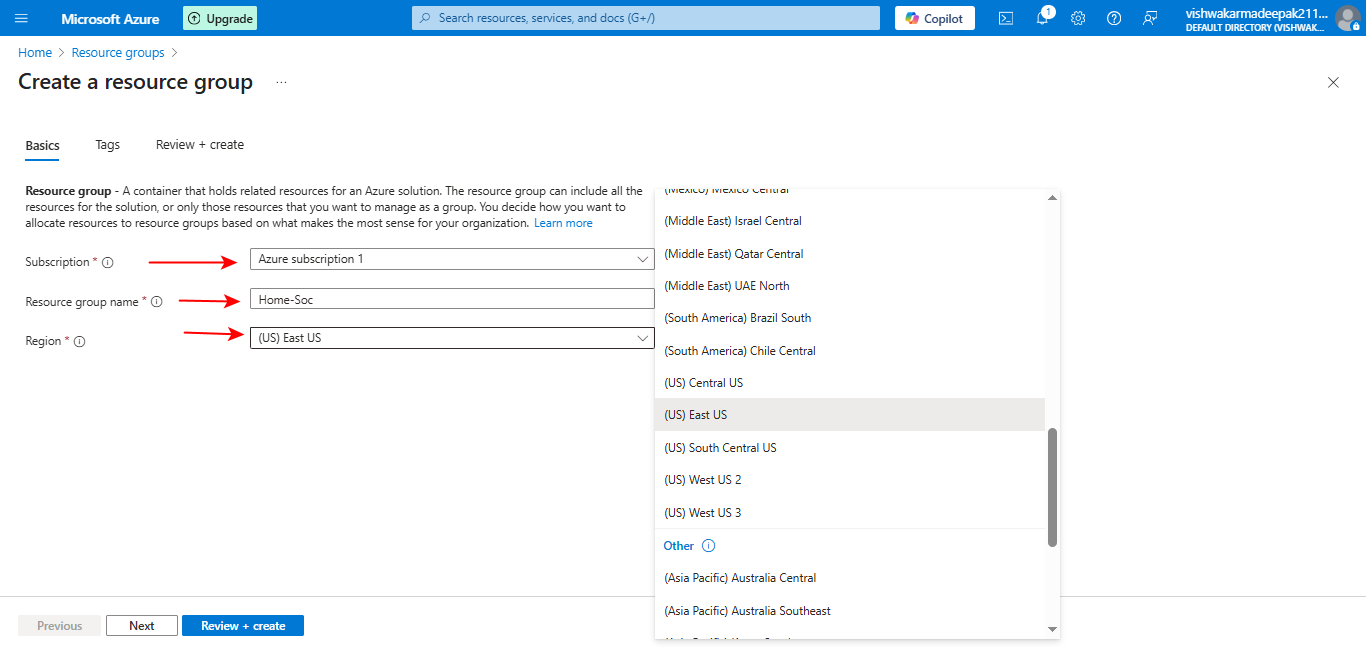 Microsoft Azure
Upgrade
Search resources, services, and docs (G+/)
Copilot
1
vishwakarmadeepak211...
DEFAULT DIRECTORY (VISHWAK...
Home > Resource groups >
Create a resource group ...
Basics
Tags
Review + create
Resource group - A container that holds related resources for an Azure solution. The resource group can include all the
resources for the solution, or only those resources that you want to manage as a group. You decide how you want to
allocate resources to resource groups based on what makes the most sense for your organization. Learn more
Subscription *
Azure subscription 1
Resource group name *
Home-Soc
Region *
(US) East US
(Mexico) Mexico Central
(Middle East) Israel Central
(Middle East) Qatar Central
(Middle East) UAE North
(South America) Brazil South
(South America) Chile Central
(US) Central US
(US) East US
(US) South Central US
(US) West US 2
(US) West US 3
Other
(Asia Pacific) Australia Central
(Asia Pacific) Australia Southeast
Previous
Next
Review + create